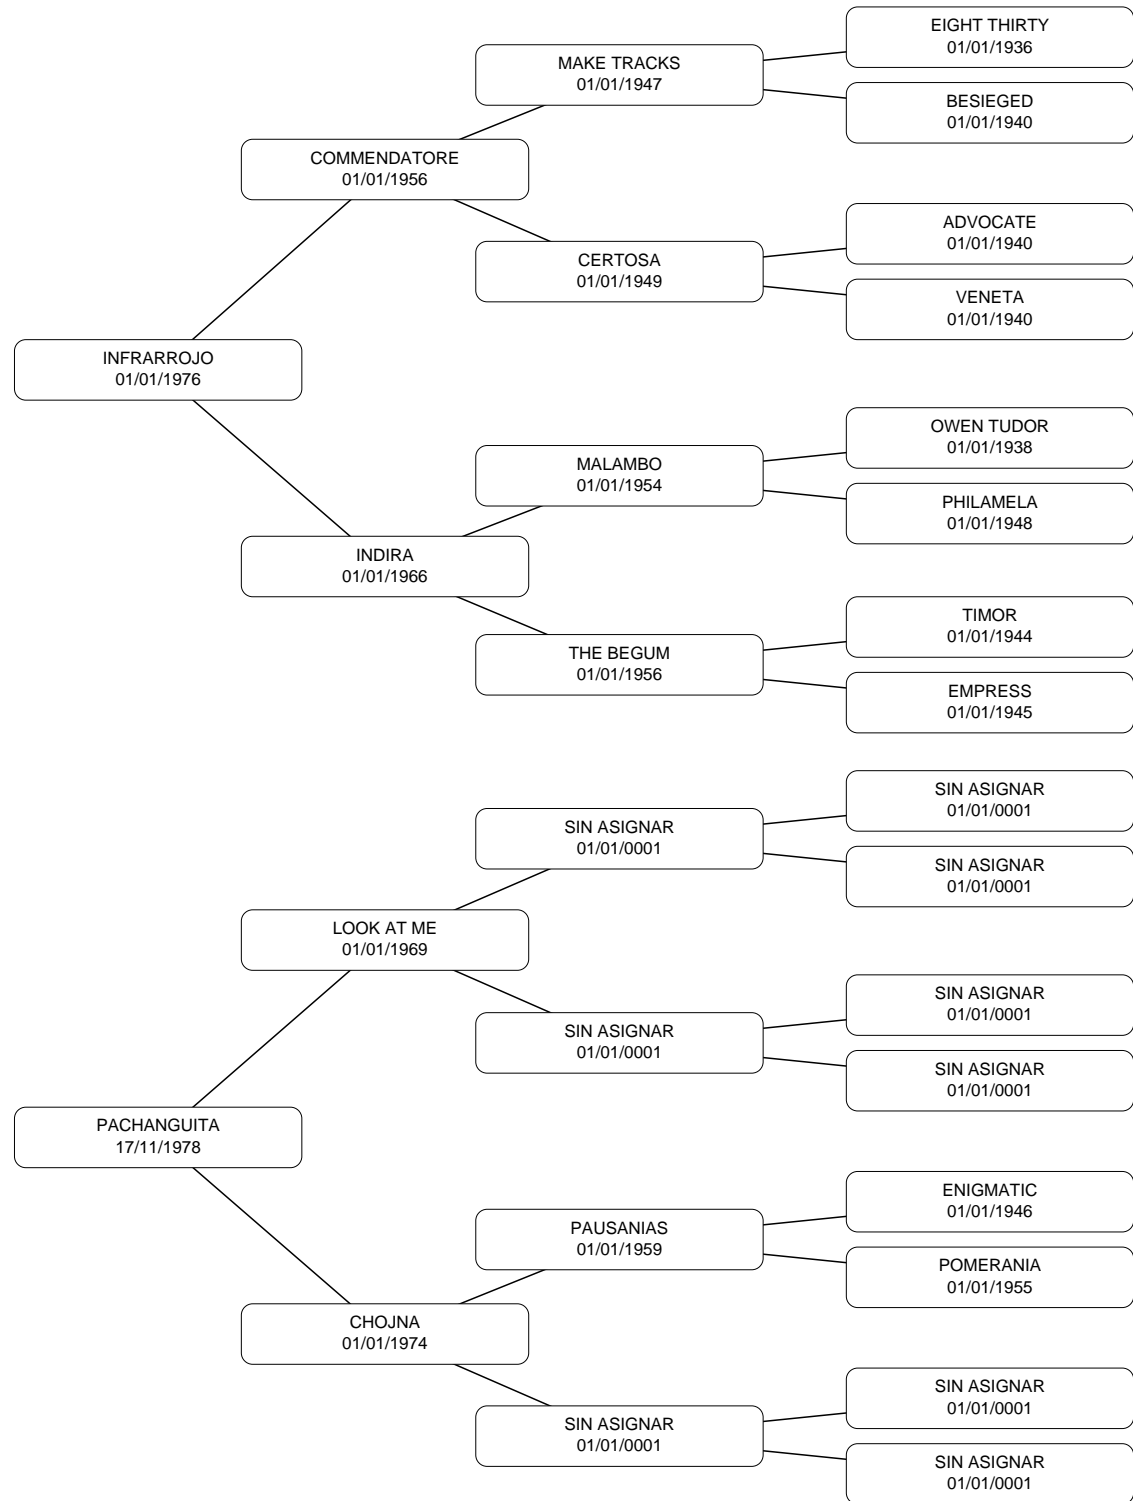 EIGHT THIRTY
01/01/1936
MAKE TRACKS
01/01/1947
BESIEGED
01/01/1940
COMMENDATORE
01/01/1956
ADVOCATE
01/01/1940
CERTOSA
01/01/1949
VENETA
01/01/1940
INFRARROJO
01/01/1976
OWEN TUDOR
01/01/1938
MALAMBO
01/01/1954
PHILAMELA
01/01/1948
INDIRA
01/01/1966
TIMOR
01/01/1944
THE BEGUM
01/01/1956
EMPRESS
01/01/1945
SIN ASIGNAR
01/01/0001
SIN ASIGNAR
01/01/0001
SIN ASIGNAR
01/01/0001
LOOK AT ME
01/01/1969
SIN ASIGNAR
01/01/0001
SIN ASIGNAR
01/01/0001
SIN ASIGNAR
01/01/0001
PACHANGUITA
17/11/1978
ENIGMATIC
01/01/1946
PAUSANIAS
01/01/1959
POMERANIA
01/01/1955
CHOJNA
01/01/1974
SIN ASIGNAR
01/01/0001
SIN ASIGNAR
01/01/0001
SIN ASIGNAR
01/01/0001